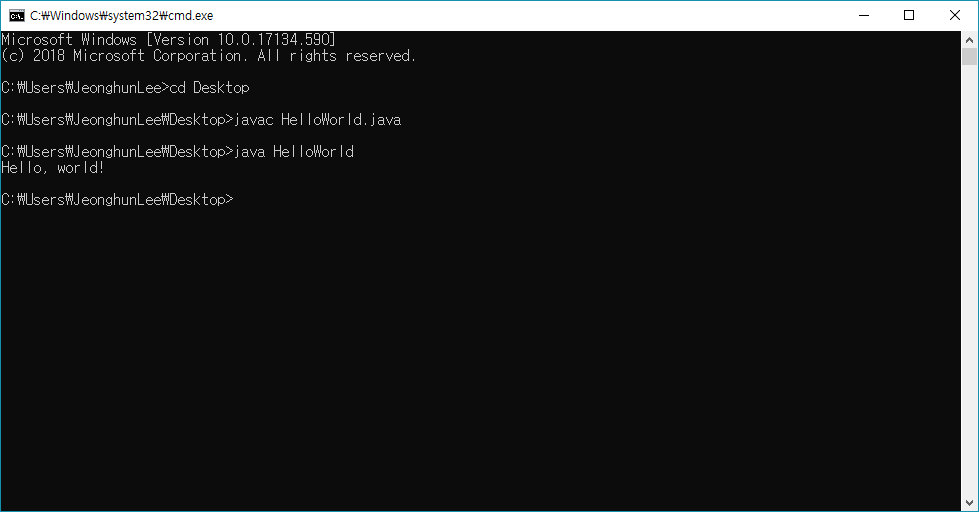 C:₩Windows₩system32₩cmd.exe
Microsoft Windows [Version 10.0.17134.590]
(c) 2018 Microsoft Corporation. All rights reserved.
C:₩Users₩JeonghunLee>cd Desktop
C:₩Users₩JeonghunLee₩Desktop>javac HelloWorld.java
C:₩Users₩JeonghunLee₩Desktop>java HelloWorld
Hello, world!
C:₩Users₩JeonghunLee₩Desktop>